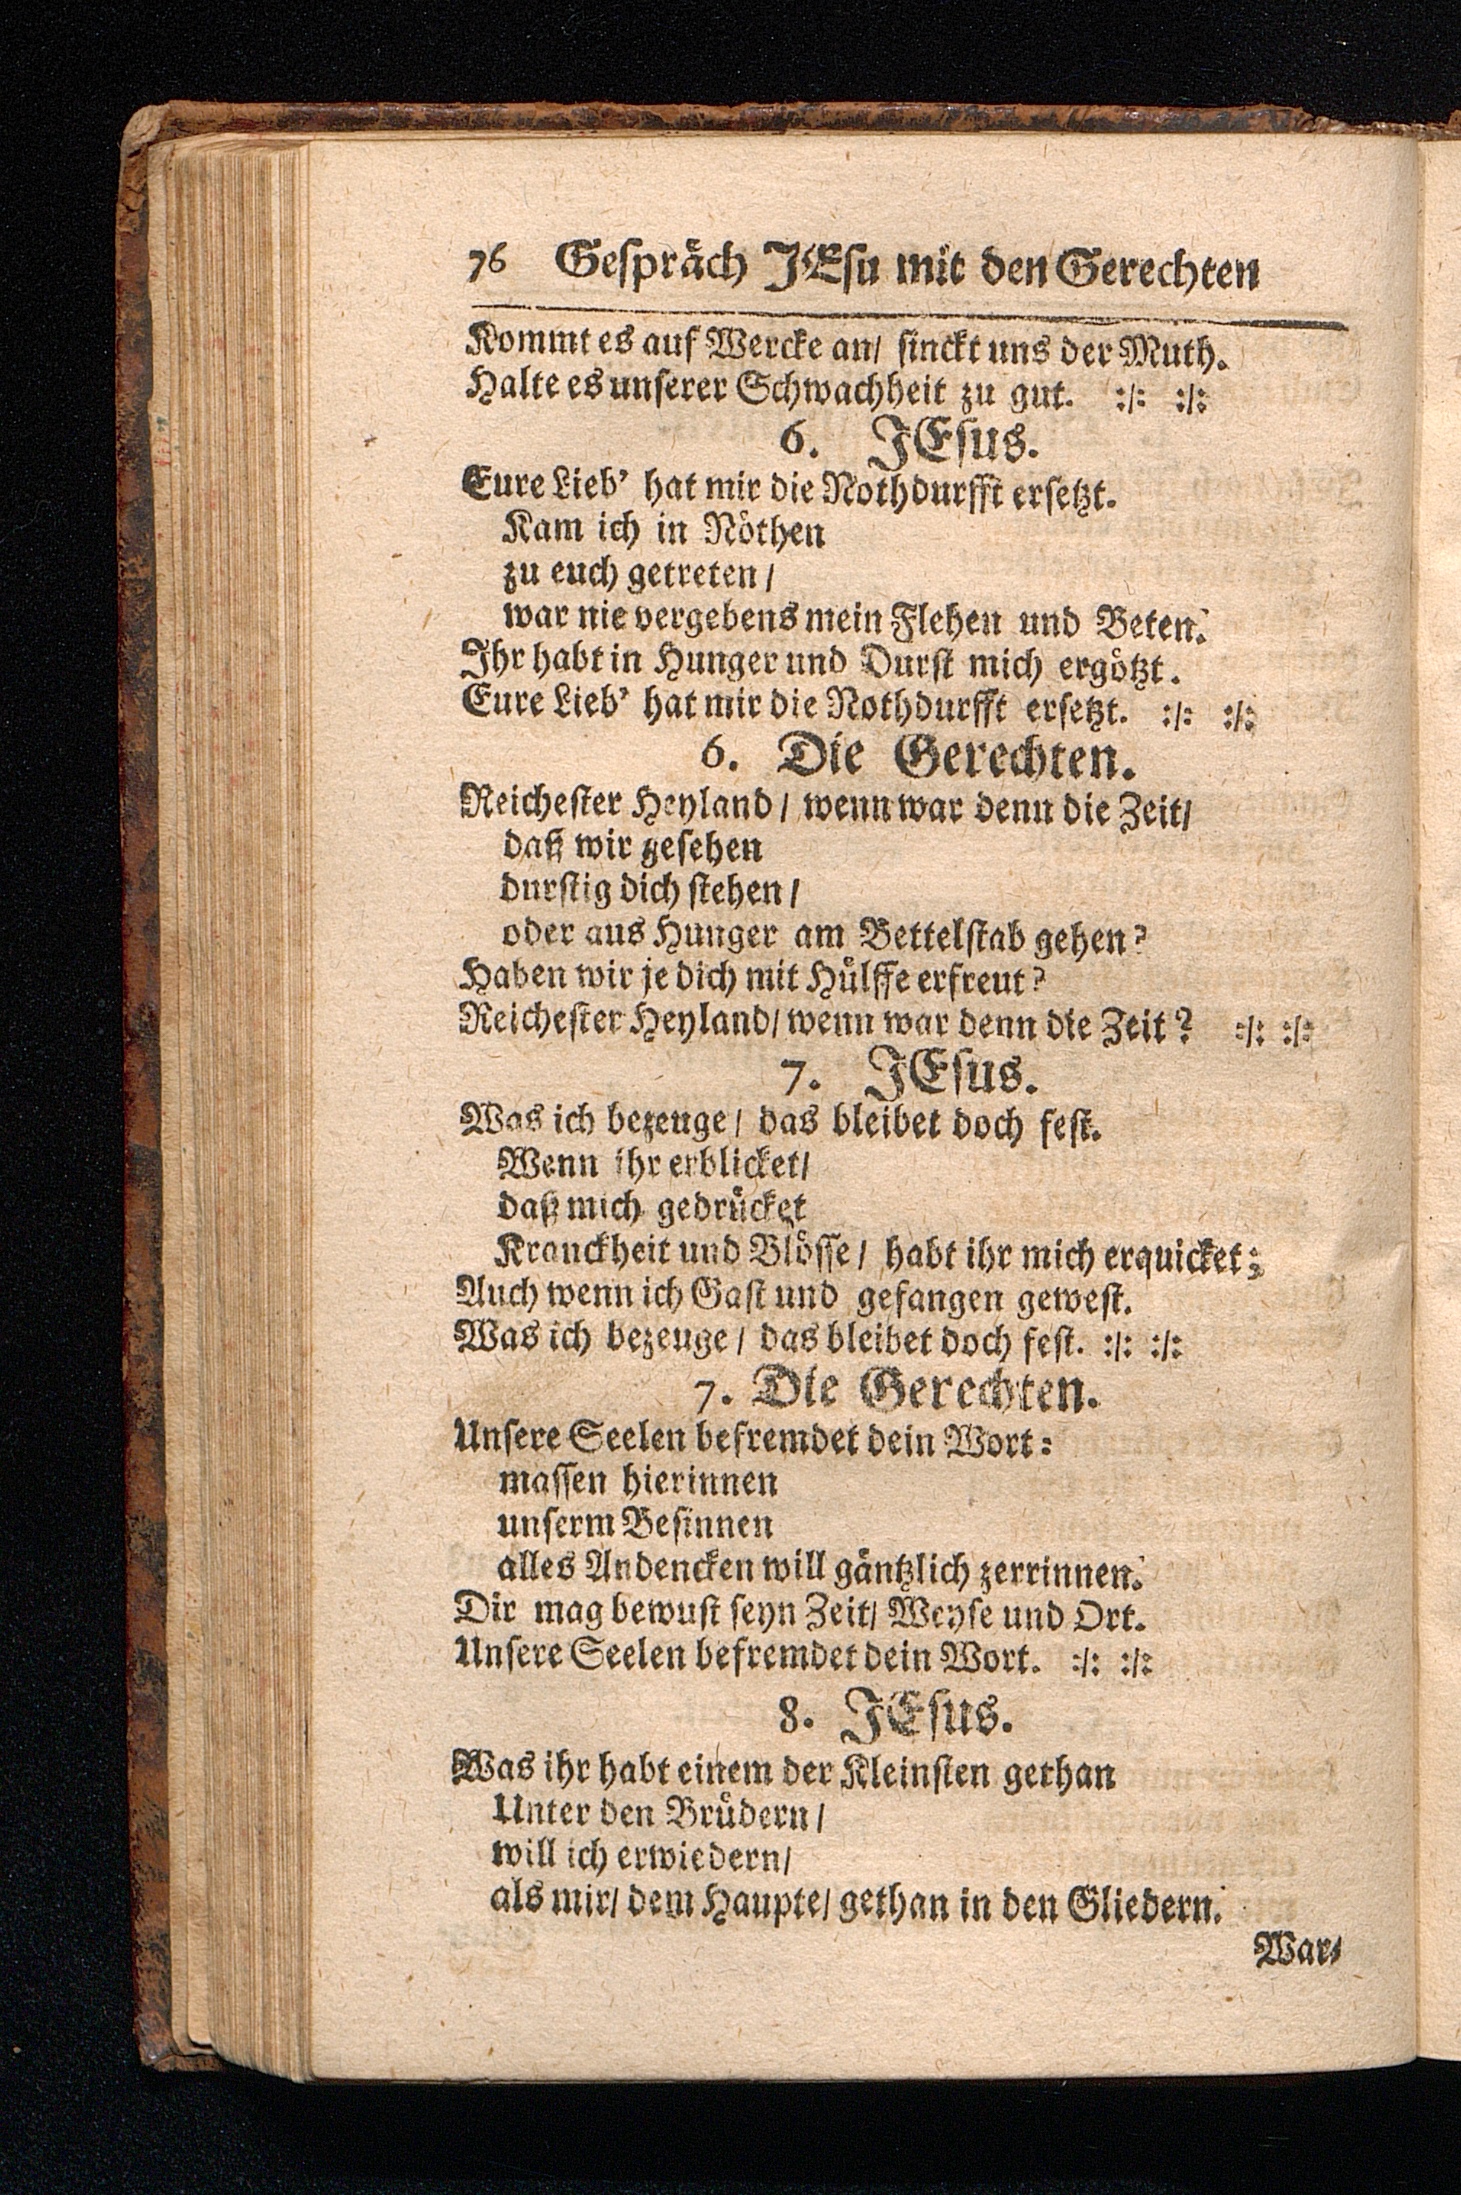 76 Gespräch JEsu mit den Gerechten
Kommt es auf Wercke an/ sinckt uns der Muth.
Halte es unserer Schwachheit zu gut. :/: :/:
6. JEsus.
Eure Lieb' hat mir die Nothdurfft ersetzt.
Kam ich in Nöthen
zu euch getreten/
war nie vergebens mein Flehen und Beten.
Ihr habt in Hunger und Durst mich ergötzt.
Eure Lieb' hat mir die Nothdurfft ersetzt. :/: :/:
6. Die Gerechten.
Reichester Heyland/ wenn war denn die Zeit/
daß wir gesehen
durstig dich stehen/
oder aus Hunger am Bettelstab gehen?
Haben wir je dich mit Hülffe erfreut?
Reichester Heyland/ wenn war denn die Zeit? :/: :/:
7. JEsus.
Was ich bezeuge/ das bleibet doch fest.
Wenn ihr erblicket/
daß mich gedrücket
Kranckheit und Blösse/ habt ihr mich erquicket;
Auch wenn ich Gast und gefangen gewest.
Was ich bezeuge/ das bleibet doch fest. :/: :/:
7. Die Gerechten.
Unsere Seelen befremdet dein Wort:
massen hierinnen
unserm Besinnen
alles Andencken will gäntzlich zerrinnen.
Dir mag bewust seyn Zeit/ Weyse und Ort.
Unsere Seelen befremdet dein Wort. :/: :/:
8. JEsus.
Was ihr habt einem der Kleinsten gethan
Unter den Brüdern/
will ich erwiedern/
als mir/ dem Haupte/ gethan in den Gliedern.
War-